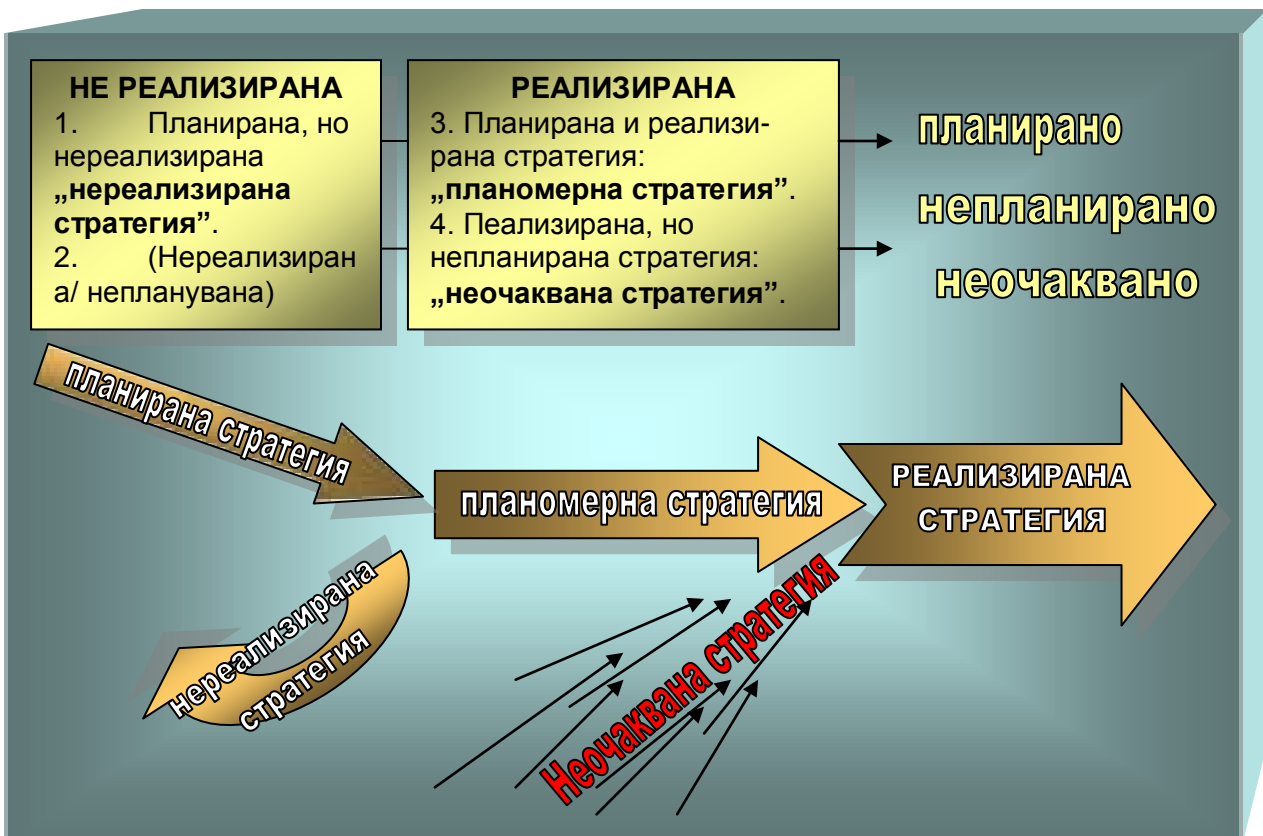 НЕ РЕАЛИЗИРАНА
1. Планирана, но
нереализирана
„нереализирана
стратегия”.
2. (Нереализиран
а/ непланувана)
РЕАЛИЗИРАНА
3. Планирана и реализи-
рана стратегия:
„планомерна стратегия”.
4. Пеализирана, но
непланирана стратегия:
„неочаквана стратегия”.
планирано
непланирано
неочаквано
планирана стратегия
планомерна стратегия
РЕАЛИЗИРАНА
СТРАТЕГИЯ
нереализирана
стратегия
Неочаквана стратегия